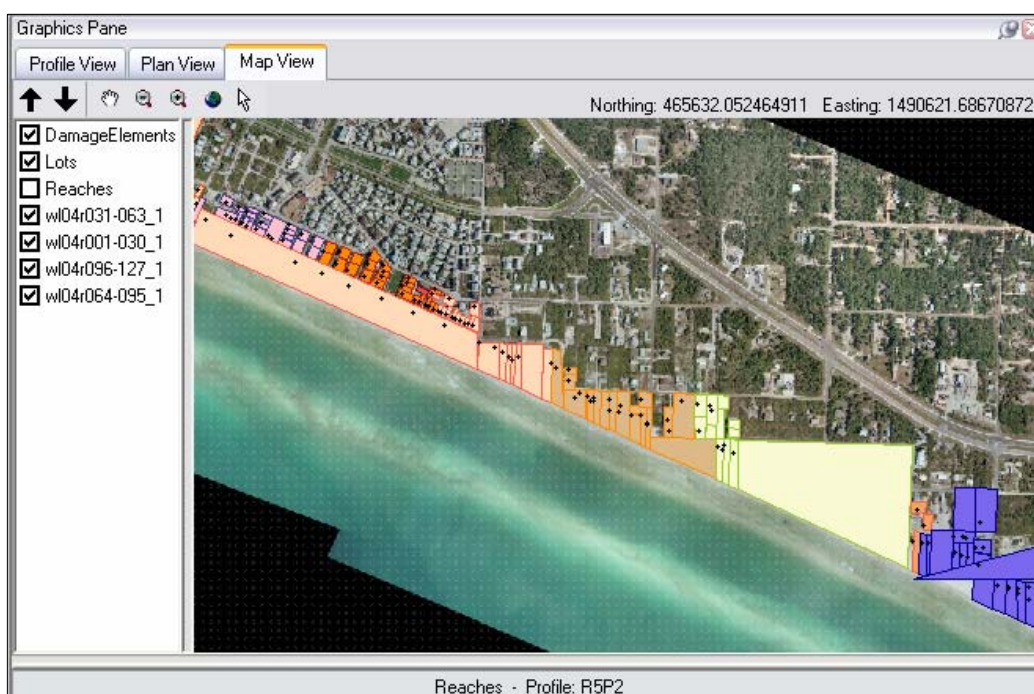 Graphics Pane
Profile View Plan View Map View
Northing: 465632.052464911 Easting: 1490621.68670872
DamageElements
Lots
Reaches
wl04r031-063_1
wl04r001-030_1
wl04r096-127_1
wl04r064-095_1
Reaches - Profile: R5P2